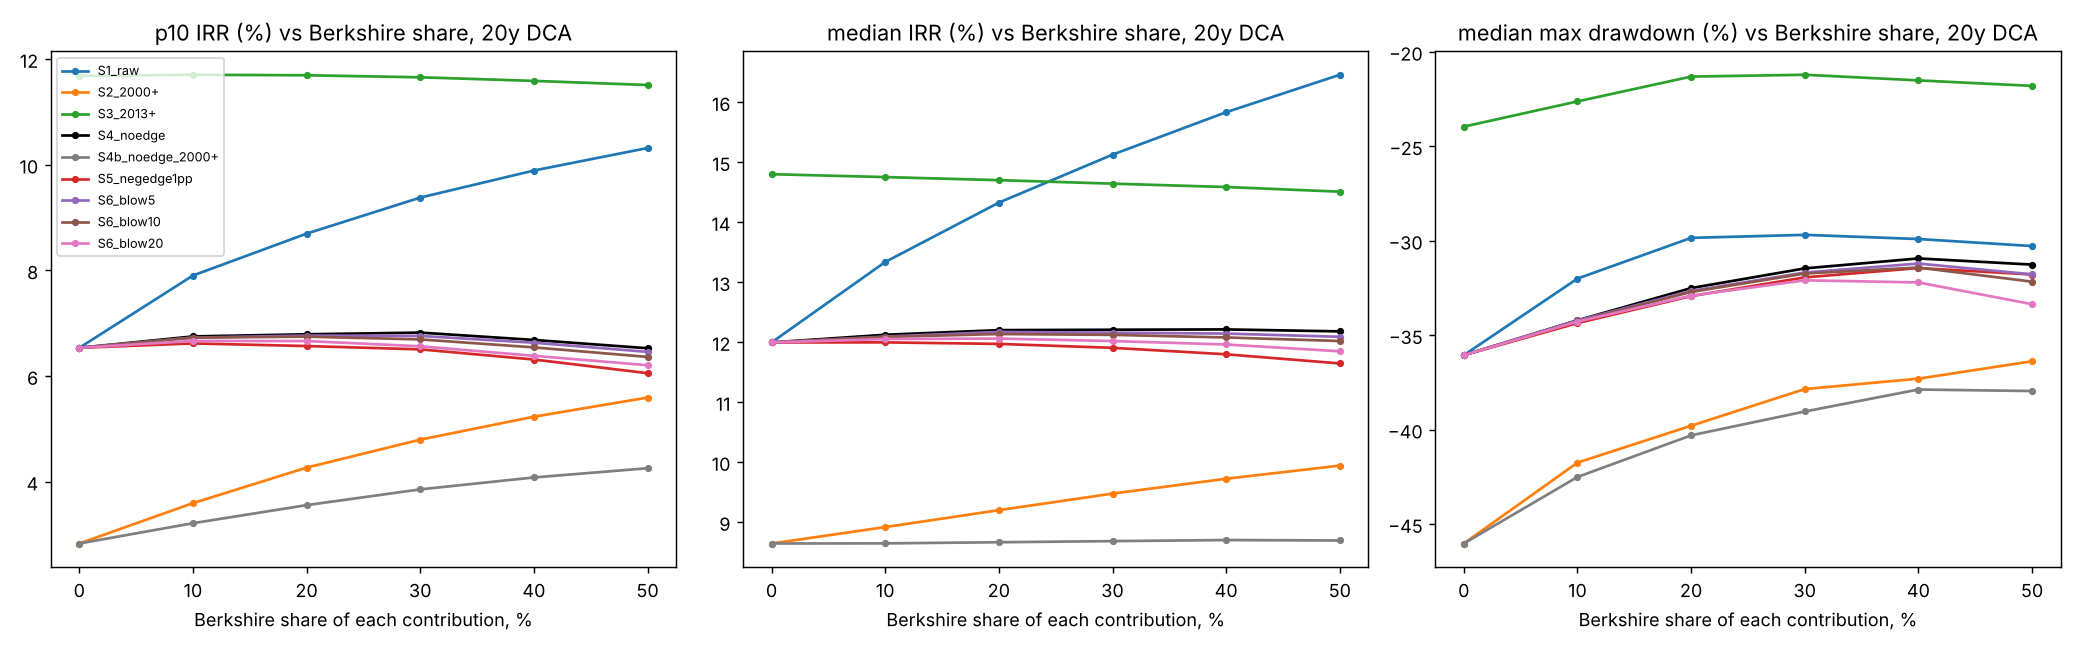 p10 IRR (%) vs Berkshire share, 20y DCA
12
10
8
6
4
S1_raw
S2_2000+
S3_2013+
S4_noedge
S4b_noedge_2000+
S5_negedge1pp
S6_blow5
S6_blow10
S6_blow20
0 10 20 30 40 50
Berkshire share of each contribution, %
median IRR (%) vs Berkshire share, 20y DCA
16
15
14
13
12
11
10
9
0 10 20 30 40 50
Berkshire share of each contribution, %
median max drawdown (%) vs Berkshire share, 20y DCA
−20
−25
−30
−35
−40
−45
0 10 20 30 40 50
Berkshire share of each contribution, %